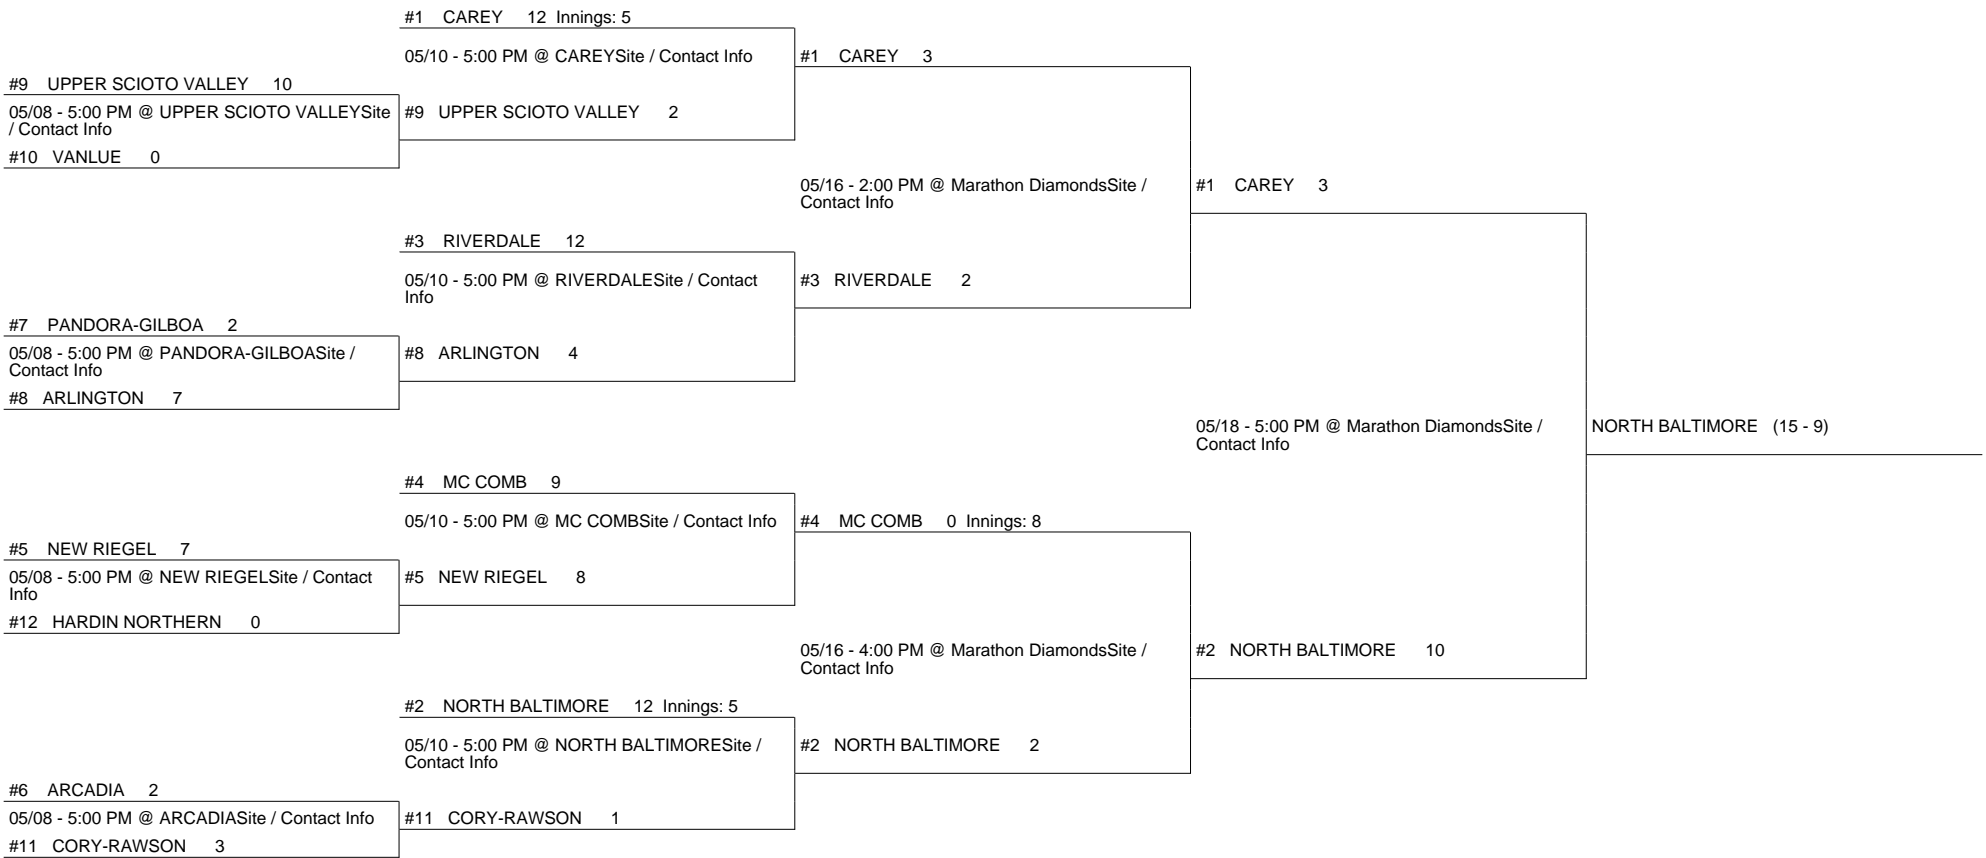 #1 CAREY 12 Innings: 5
05/10 - 5:00 PM @ CAREYSite / Contact Info
#1 CAREY 3
#9 UPPER SCIOTO VALLEY 10
05/08 - 5:00 PM @ UPPER SCIOTO VALLEYSite
/ Contact Info
#9 UPPER SCIOTO VALLEY 2
#10 VANLUE 0
05/16 - 2:00 PM @ Marathon DiamondsSite /
Contact Info
#1 CAREY 3
#3 RIVERDALE 12
05/10 - 5:00 PM @ RIVERDALESite / Contact
Info
#3 RIVERDALE 2
#7 PANDORA-GILBOA 2
05/08 - 5:00 PM @ PANDORA-GILBOASite /
Contact Info
#8 ARLINGTON 4
#8 ARLINGTON 7
05/18 - 5:00 PM @ Marathon DiamondsSite /
Contact Info
NORTH BALTIMORE (15 - 9)
#4 MC COMB 9
05/10 - 5:00 PM @ MC COMBSite / Contact Info
#4 MC COMB 0 Innings: 8
#5 NEW RIEGEL 7
05/08 - 5:00 PM @ NEW RIEGELSite / Contact
Info
#5 NEW RIEGEL 8
#12 HARDIN NORTHERN 0
05/16 - 4:00 PM @ Marathon DiamondsSite /
Contact Info
#2 NORTH BALTIMORE 10
#2 NORTH BALTIMORE 12 Innings: 5
05/10 - 5:00 PM @ NORTH BALTIMORESite /
Contact Info
#2 NORTH BALTIMORE 2
#6 ARCADIA 2
05/08 - 5:00 PM @ ARCADIASite / Contact Info
#11 CORY-RAWSON 1
#11 CORY-RAWSON 3